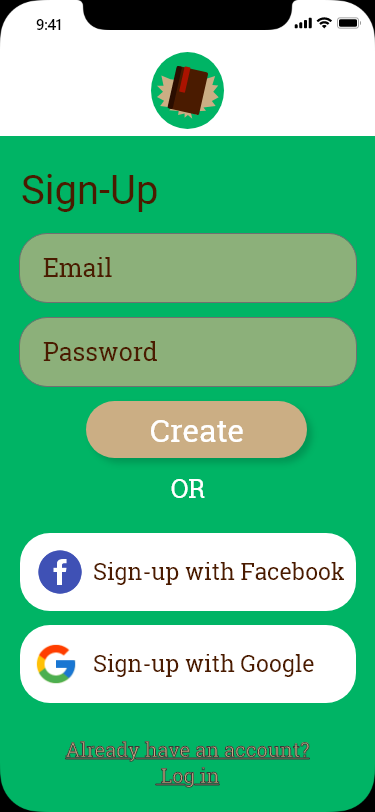 9:41
Sign-Up
Email
Password
Create
OR
Sign-up with Facebook
Sign-up with Google
Already have an account?
Log in